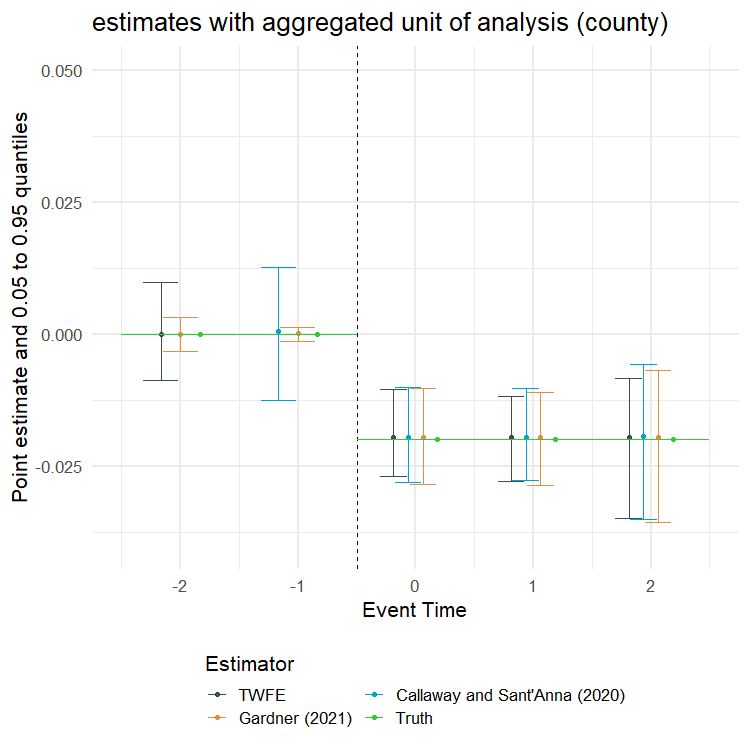 estimates with aggregated unit of analysis (county)
Point estimate and 0.05 to 0.95 quantiles
0.050
0.025
0.000
-0.025
-2 -1 0 1 2
Event Time
Estimator
TWFE Callaway and Sant'Anna (2020)
Gardner (2021) Truth